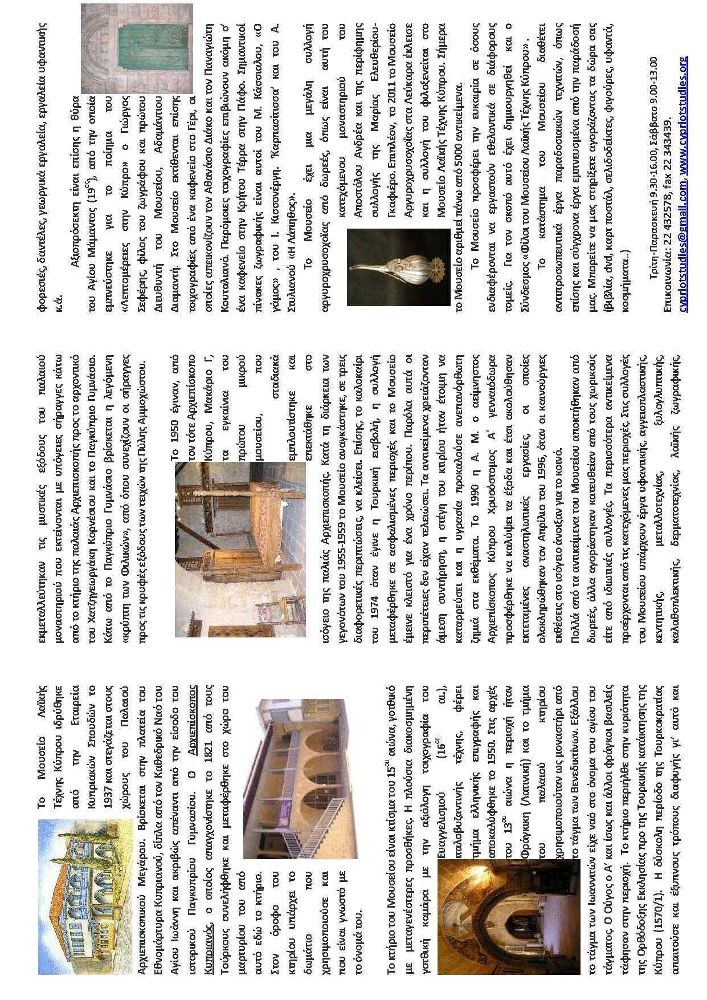 Το Μουσείο Λαϊκής
Τέχνης Κύπρου ιδρύθηκε
από την Εταιρεία
Κυπριακών Σπουδών το
1937 και στεγάζεται στους
χώρους του Παλαιού
Αρχιεπισκοπικού Μεγάρου. Βρίσκεται στην πλατεία του
Εθνομάρτυρα Κυπριανού, δίπλα από τον Καθεδρικό Ναό του
Αγίου Ιωάννη και ακριβώς απέναντι από την είσοδο του
ιστορικού Παγκυπρίου Γυμνασίου. Ο Αρχιεπίσκοπος
Κυπριανός, ο οποίος απαγχονίστηκε το 1821 από τους
Τούρκους συνελήφθηκε και μεταφέρθηκε στο χώρο του
μαρτυρίου του από
αυτό εδώ το κτήριο.
Στον όροφο του
κτηρίου υπάρχει το
δωμάτιο που
χρησιμοποιούσε και
που είναι γνωστό με
το όνομά του.
Το κτήριο του Μουσείου είναι κτίσμα του 15ου αιώνα, γοτθικό
με μεταγενέστερες προσθήκες. Η πλούσια διακοσμημένη
γοτθική καμάρα με την αξιόλογη τοιχογραφία του
Ευαγγελισμού (16ος αι.),
ιταλοβυζαντινής τέχνης, φέρει
τμήμα ελληνικής επιγραφής και
αποκαλύφθηκε το 1950. Στις αρχές
του 13ου αιώνα η περιοχή ήταν
Φράγκικη (Λατινική) και το τμήμα
του παλαιού κτηρίου
χρησιμοποιούταν ως μοναστήρι από
το τάγμα των Βενεδικτίνων. Εξάλλου
το τάγμα των Ιωαννιτών είχε ναό στο όνομα του αγίου του
τάγματος. Ο Ούγος ο Α’ και ίσως και άλλοι φράγκοι βασιλείς
τάφησαν στην περιοχή. Το κτήριο περιήλθε στην κυριότητα
της Ορθόδοξης Εκκλησίας προ της Τουρκικής κατάκτησης της
Κύπρου (1570/1). Η δύσκολη περίοδος της Τουρκοκρατίας
απαιτούσε και έξυπνους τρόπους διαφυγής γι’ αυτό και
εκμεταλλεύτηκαν τις μυστικές εξόδους του παλαιού
μοναστηριού που εκτείνονται με υπόγειες σήραγγες κάτω
από το κτήριο της παλαιάς Αρχιεπισκοπής προς το αρχοντικό
του Χατζηγεωργάκη Κορνέσιου και το Παγκύπριο Γυμνάσιο.
Κάτω από το Παγκύπριο Γυμνάσιο βρίσκεται η λεγόμενη
«κρύπτη των Φιλικών», από όπου συνεχίζουν οι σήραγγες
προς τις κρυφές εξόδους των τειχών της Πύλης Αμμοχώστου.
Το 1950 έγιναν, από
τον τότε Αρχιεπίσκοπο
Κύπρου, Μακάριο Γ,
τα εγκαίνια του
πρώτου μικρού
μουσείου, που
σταδιακά
εμπλουτίστηκε και
επεκτάθηκε στο
ισόγειο της παλιάς Αρχιεπισκοπής. Κατά τη διάρκεια των
γεγονότων του 1955-1959 το Μουσείο αναγκάστηκε, σε τρεις
διαφορετικές περιπτώσεις, να κλείσει. Επίσης, το καλοκαίρι
του 1974 όταν έγινε η Τουρκική εισβολή, η συλλογή
μεταφέρθηκε σε ασφαλισμένες περιοχές και το Μουσείο
έμεινε κλειστό για ένα χρόνο περίπου. Παρόλα αυτά οι
περιπέτειες δεν είχαν τελειώσει. Τα αντικείμενα χρειάζονταν
άμεση συντήρηση, η στέγη του κτιρίου ήταν έτοιμη να
καταρρεύσει και η υγρασία προκαλούσε ανεπανόρθωτη
ζημιά στα εκθέματα. Το 1990 η Α. Μ. ο αείμνηστος
Αρχιεπίσκοπος Κύπρου Χρυσόστομος Α΄ γενναιόδωρα
προσφέρθηκε να καλύψει τα έξοδα και έτσι ακολούθησαν
εκτεταμένες αναστηλωτικές εργασίες, οι οποίες
ολοκληρώθηκαν τον Απρίλιο του 1996, όταν οι καινούργιες
εκθέσεις στο ισόγειο άνοιξαν για το κοινό.
Πολλά από τα αντικείμενα του Μουσείου αποκτήθηκαν από
δωρεές, άλλα αγοράστηκαν κατευθείαν από τους χωρικούς
είτε από ιδιωτικές συλλογές. Τα περισσότερα αντικείμενα
προέρχονται από τις κατεχόμενες μας περιοχές. Στις συλλογές
του Μουσείου υπάρχουν έργα υφαντικής, αγγειοπλαστικής,
κεντητικής, μεταλλοτεχνίας, ξυλογλυπτικής,
καλαθοπλεκτικής, δερματοτεχνίας, λαϊκής ζωγραφικής,
φορεσιές, δαντέλες, γεωργικά εργαλεία, εργαλεία υφαντικής
κ.ά.
Αξιοπρόσεκτη είναι επίσης η θύρα
του Αγίου Μάμαντος (19ος), από την οποία
εμπνεύστηκε για το ποίημα του
«Λεπτομέρειες στην Κύπρο» ο Γιώργος
Σεφέρης, φίλος του ζωγράφου και πρώτου
Διευθυντή του Μουσείου, Αδαμάντιου
Διαμαντή. Στο Μουσείο εκτίθενται επίσης
τοιχογραφίες από ένα καφενείο στο Γέρι, οι
οποίες απεικονίζουν τον Αθανάσιο Διάκο και τον Παναγιώτη
Κουταλιανό. Παρόμοιες τοιχογραφίες επιβιώνουν ακόμη σ’
ένα καφενείο στην Κρήτου Τέρρα στην Πάφο. Σημαντικοί
πίνακες ζωγραφικής είναι αυτοί του Μ. Κάσσιαλου, «Ο
γάμος» , του Ι. Κισσονέργη. ‘Καρπασίτισσα’ και του Α.
Στυλιανού «Η Λάπηθος».
Το Μουσείο έχει μια μεγάλη συλλογή
αργυροχρυσοχοΐας από δωρεές, όπως είναι αυτή του
κατεχόμενου μοναστηριού του
Αποστόλου Ανδρέα και της περίφημης
συλλογής της Μαρίας Ελευθερίου-
Γκαφιέρο. Επιπλέον, το 2011 το Μουσείο
Αργυροχρυσοχοΐας στα Λεύκαρα έκλεισε
και η συλλογή του φιλοξενείται στο
Μουσείο Λαϊκής Τέχνης Κύπρου. Σήμερα
το Μουσείο αριθμεί πάνω από 5000 αντικείμενα.
Το Μουσείο προσφέρει την ευκαιρία σε όσους
ενδιαφέρονται να εργαστούν εθελοντικά σε διάφορους
τομείς. Για τον σκοπό αυτό έχει δημιουργηθεί και ο
Σύνδεσμος «Φίλοι του Μουσείου Λαϊκής Τέχνης Κύπρου» .
Το κατάστημα του Μουσείου διαθέτει
αντιπροσωπευτικά έργα παραδοσιακών τεχνιτών, όπως
επίσης και σύγχρονα έργα εμπνευσμένα από την παράδοσή
μας. Μπορείτε να μας στηρίξετε αγοράζοντας τα δώρα σας
(βιβλία, dvd, καρτ ποστάλ, σελιδοδείκτες, φιγούρες, υφαντά,
κοσμήματα..)
Τρίτη-Παρασκευή 9.30-16.00, Σάββατο 9.00-13.00
Επικοινωνία: 22 432578, fax 22 343439.
cypriotstudies@gmail.com, www.cypriotstudies.org